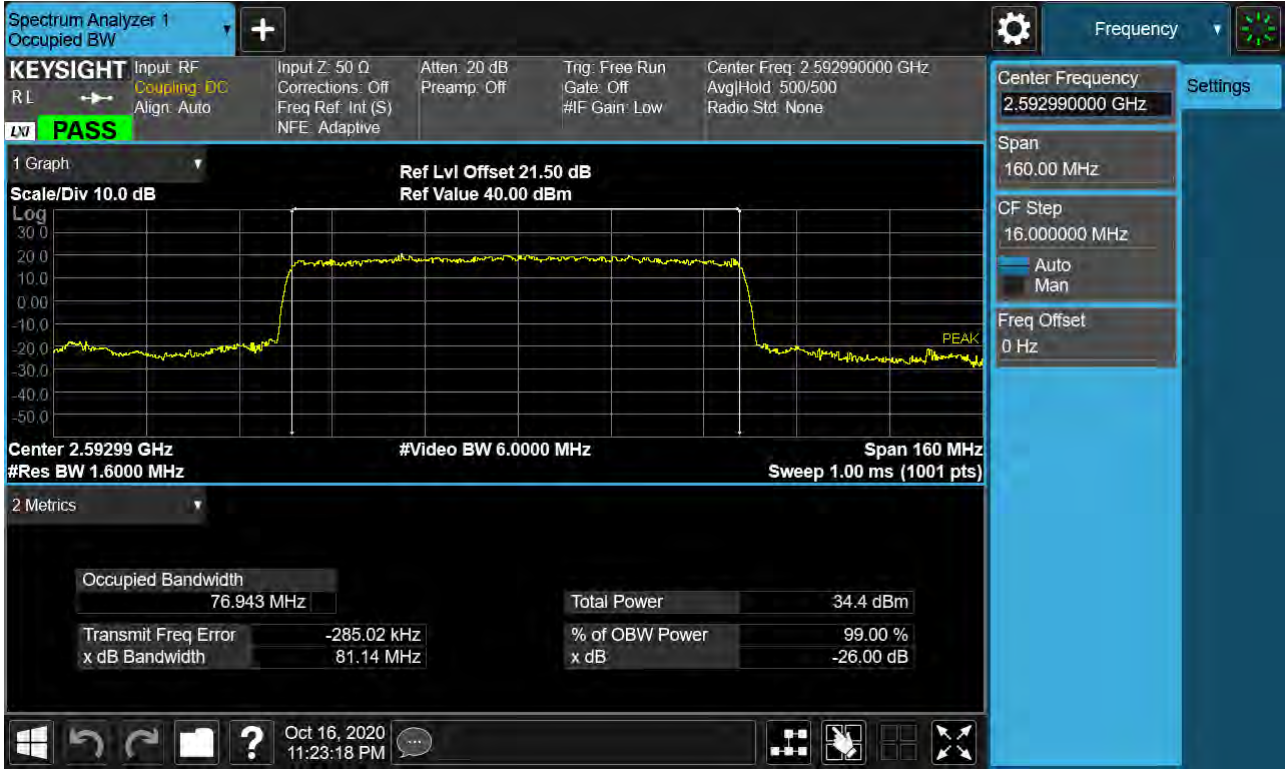 Spectrum Analyzer 1
Occupied BW
Frequency
KEYSIGHT
Input: RF
Coupling: DC
Align: Auto
Input Z: 50 Ω
Corrections: Off
Freq Ref: Int (S)
NFE: Adaptive
Atten: 20 dB
Preamp: Off
Trig: Free Run
Gate: Off
#IF Gain: Low
Center Freq: 2.592990000 GHz
Avg|Hold: 500/500
Radio Std: None
R L
LXI
PASS
Center Frequency
2.592990000 GHz
Settings
Span
160.00 MHz
CF Step
16.000000 MHz
Auto
Man
Freq Offset
0 Hz
1 Graph
Scale/Div 10.0 dB
Ref Lvl Offset 21.50 dB
Ref Value 40.00 dBm
Log
30.0
20.0
10.0
0.00
-10.0
-20.0
-30.0
-40.0
-50.0
PEAK
Center 2.59299 GHz
#Video BW 6.0000 MHz
Span 160 MHz
#Res BW 1.6000 MHz
Sweep 1.00 ms (1001 pts)
2 Metrics
Occupied Bandwidth
76.943 MHz
Total Power 34.4 dBm
Transmit Freq Error -285.02 kHz
% of OBW Power 99.00 %
x dB Bandwidth 81.14 MHz
x dB -26.00 dB
?
Oct 16, 2020
11:23:18 PM